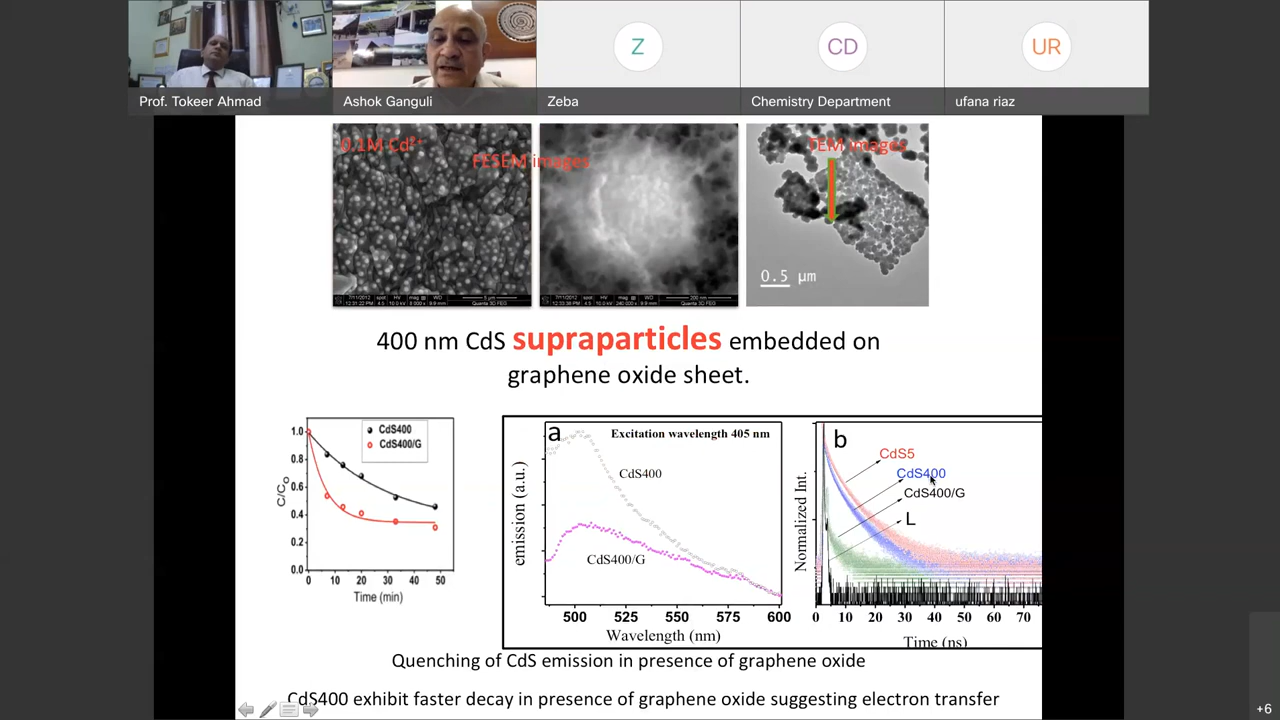 Z
CD
UR
Prof. Tokeer Ahmad
Ashok Ganguli
Zeba
Chemistry Department
ufana riaz
0.1M Cd²⁺
FESEM images
TEM images
0.5 μm
400 nm CdS supraparticles embedded on
graphene oxide sheet.
CdS400
CdS400/G
C/C₀
1.0
0.8
0.6
0.4
0.2
0.0
0 10 20 30 40 50
Time (min)
a
Excitation wavelength 405 nm
CdS400
CdS400/G
emission (a.u.)
500 525 550 575 600
Wavelength (nm)
b
CdS5
CdS400
CdS400/G
L
Normalized Int.
0 10 20 30 40 50 60 70
Time (ns)
Quenching of CdS emission in presence of graphene oxide
CdS400 exhibit faster decay in presence of graphene oxide suggesting electron transfer
+6